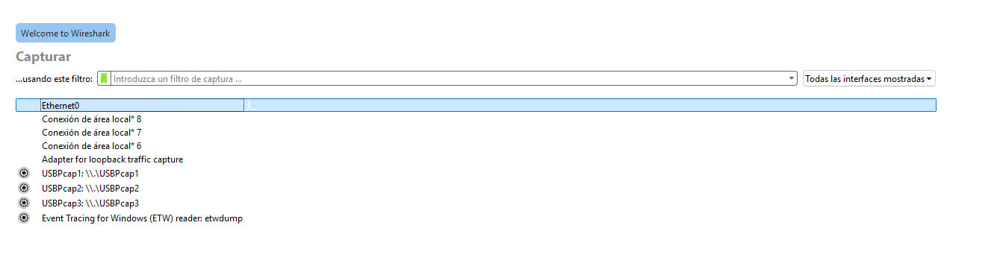 Welcome to Wireshark
Capturar
...usando este filtro: Introduzca un filtro de captura ... Todas las interfaces mostradas
Ethernet0
Conexión de área local* 8
Conexión de área local* 7
Conexión de área local* 6
Adapter for loopback traffic capture
USBPcap1: \\.\USBPcap1
USBPcap2: \\.\USBPcap2
USBPcap3: \\.\USBPcap3
Event Tracing for Windows (ETW) reader: etwdump